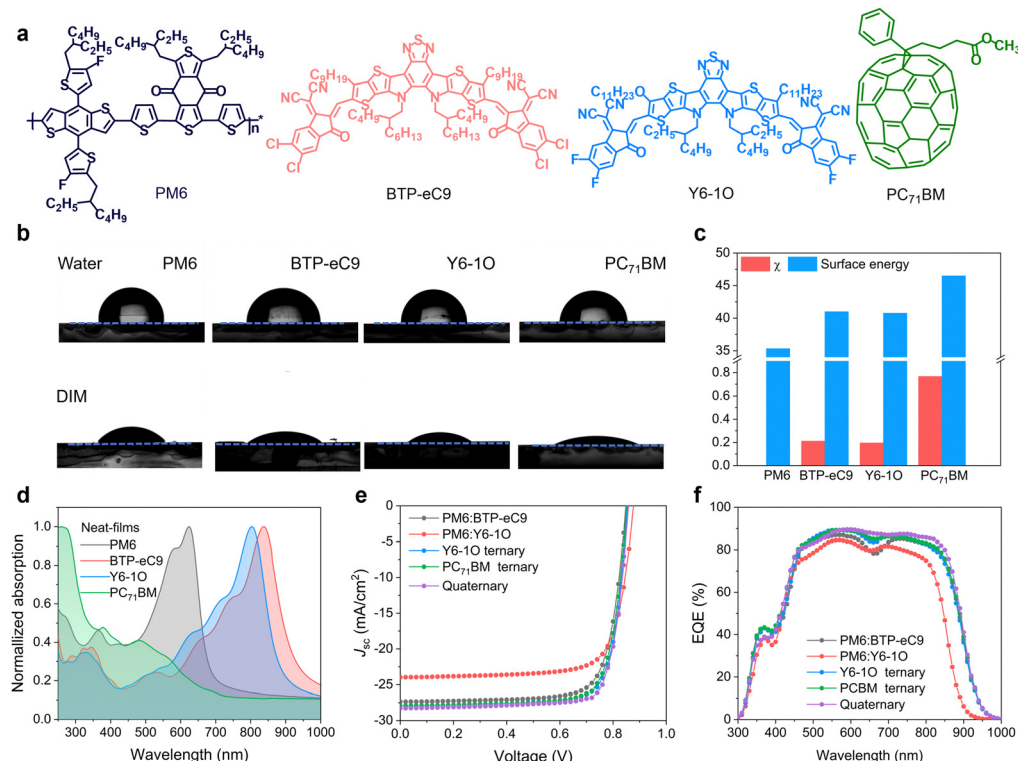 a
C4H9
C2H5
F
S
C4H9 C2H5 C2H5 C4H9
S
O O
S S S S S
n*
F
S
C2H5 C4H9
PM6
N S N
C9H19 C9H19
S S S S
NC CN
NC CN
N N
O O
C4H9 C4H9
C6H13 C6H13
Cl Cl
Cl Cl
BTP-eC9
N S N
C11H23 C11H23
O
S S S S
NC CN
NC CN
N N
O O
C2H5 C2H5
C4H9 C4H9
F F
F F
Y6-1O
O
OCH3
PC71BM
b
Water PM6 BTP-eC9 Y6-1O PC71BM
DIM
c
χ Surface energy
50
45
40
35
0.8
0.6
0.4
0.2
0.0
PM6 BTP-eC9 Y6-1O PC71BM
d
Normalized absorption
1.0
0.8
0.6
0.4
0.2
0.0
Neat-films
PM6
BTP-eC9
Y6-1O
PC71BM
300 400 500 600 700 800 900 1000
Wavelength (nm)
e
Jsc (mA/cm2)
0
-5
-10
-15
-20
-25
-30
PM6:BTP-eC9
PM6:Y6-1O
Y6-1O ternary
PC71BM ternary
Quaternary
0.0 0.2 0.4 0.6 0.8 1.0
Voltage (V)
f
EQE (%)
100
80
60
40
20
0
PM6:BTP-eC9
PM6:Y6-1O
Y6-1O ternary
PCBM ternary
Quaternary
300 400 500 600 700 800 900 1000
Wavelength (nm)